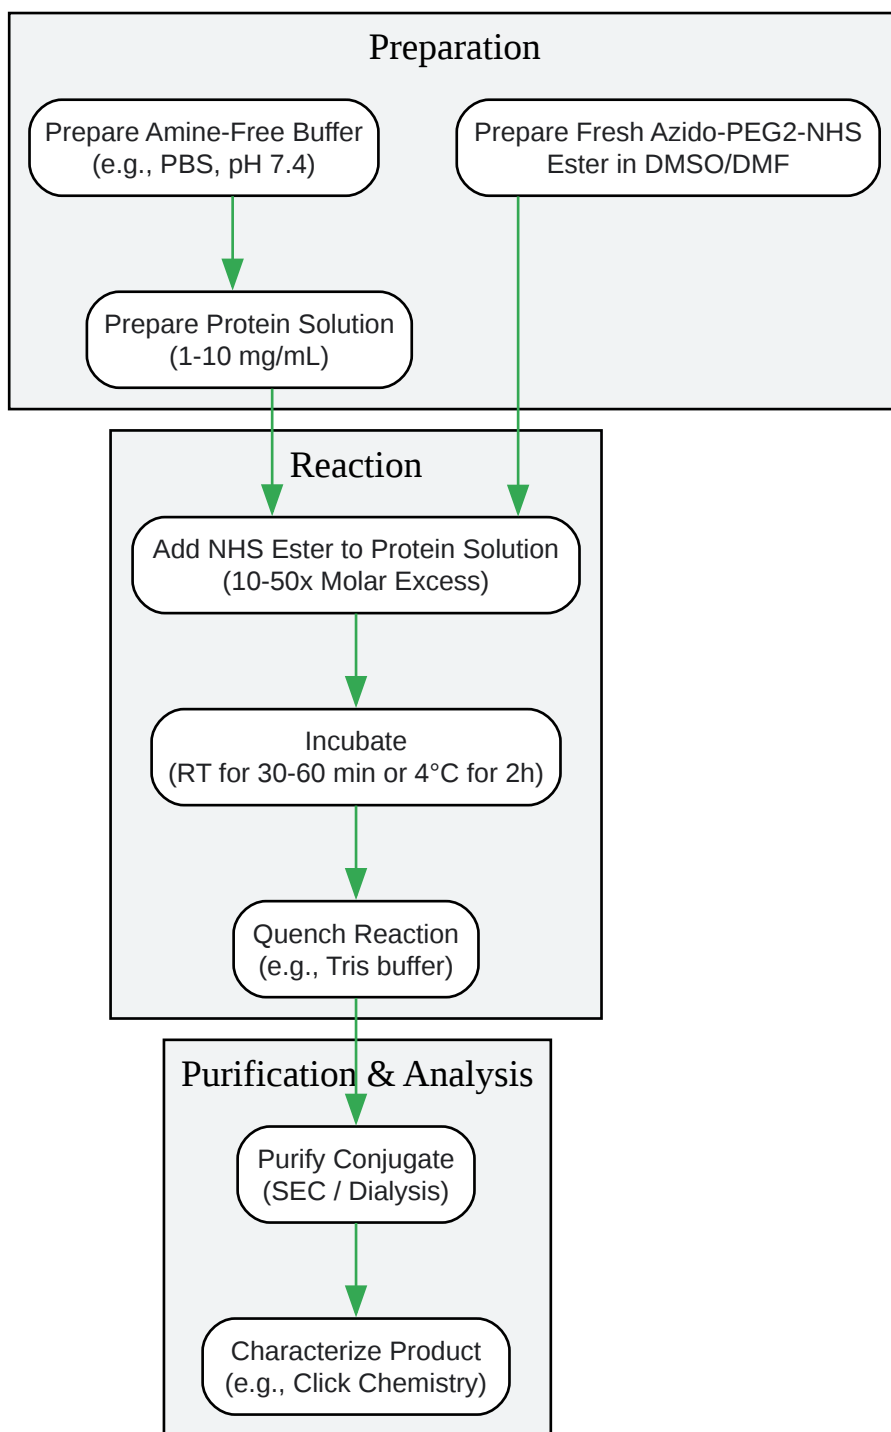 Preparation
Prepare Amine-Free Buffer
(e.g., PBS, pH 7.4)
Prepare Fresh Azido-PEG2-NHS
Ester in DMSO/DMF
Prepare Protein Solution
(1-10 mg/mL)
Reaction
Add NHS Ester to Protein Solution
(10-50x Molar Excess)
Incubate
(RT for 30-60 min or 4°C for 2h)
Quench Reaction
(e.g., Tris buffer)
Purification & Analysis
Purify Conjugate
(SEC / Dialysis)
Characterize Product
(e.g., Click Chemistry)